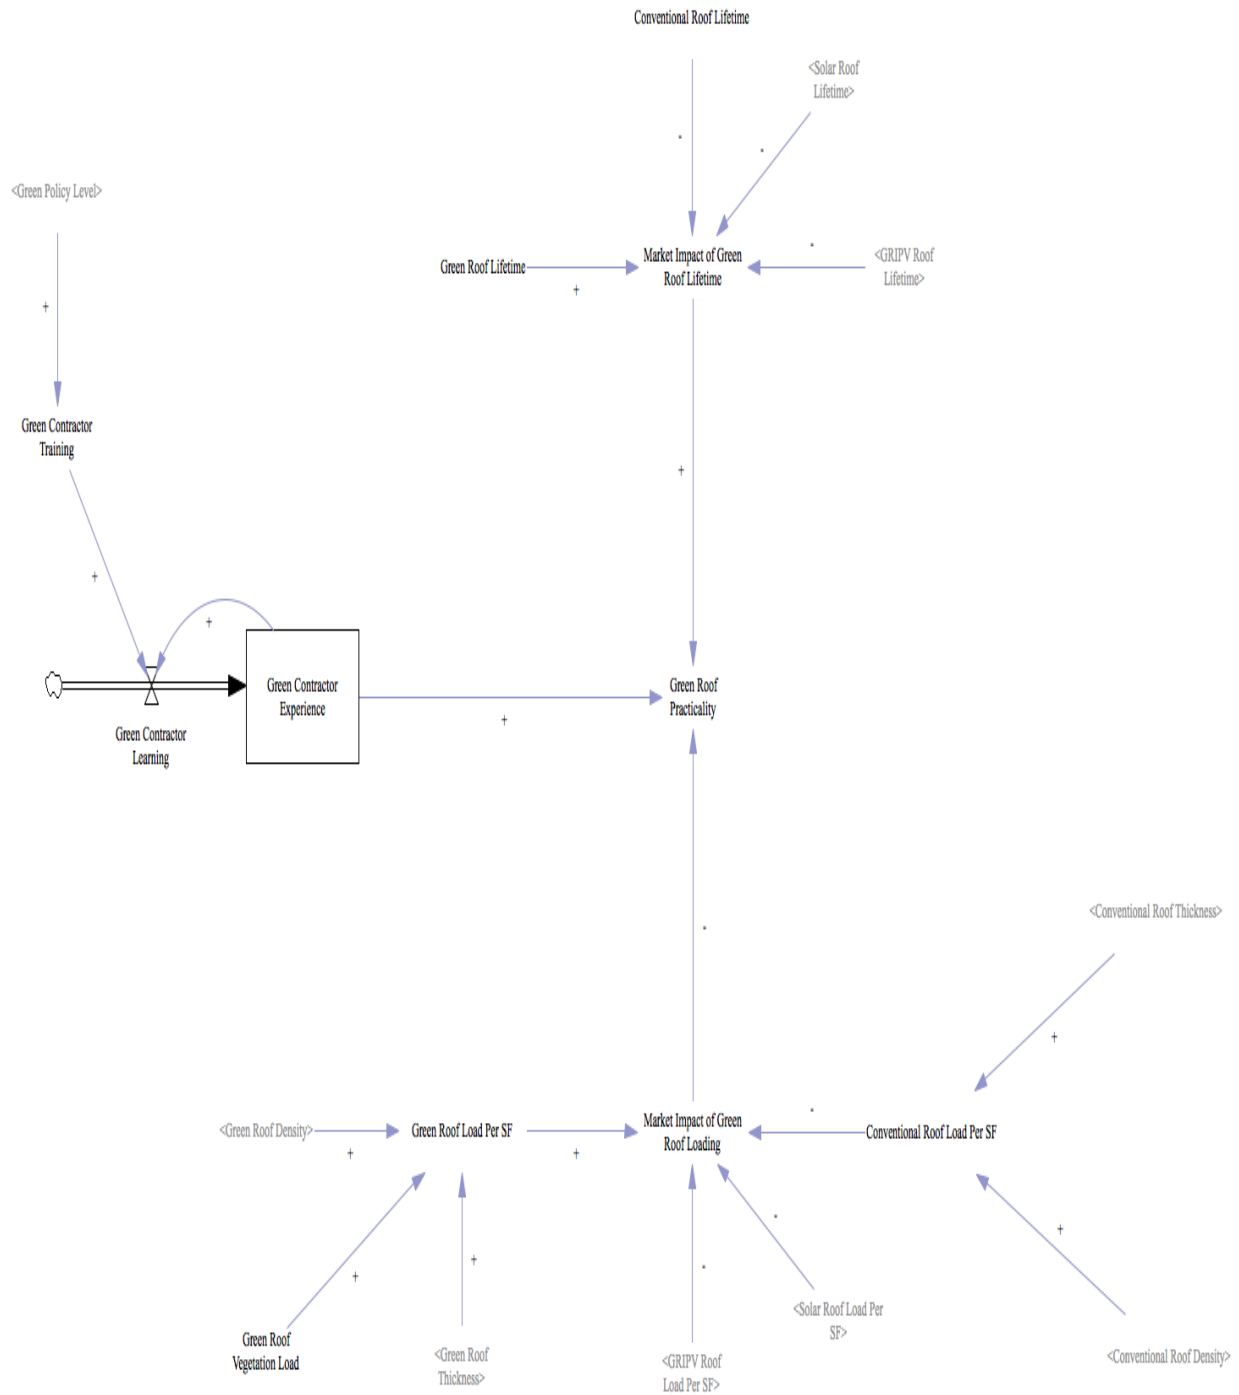 Conventional Roof Lifetime
<Solar Roof
Lifetime>
<Green Policy Level>
Green Roof Lifetime
Market Impact of Green
Roof Lifetime
<GRIPV Roof
Lifetime>
-
-
-
+
+
Green Contractor
Training
+
+
+
Green Contractor
Experience
Green Contractor
Learning
+
Green Roof
Practicality
-
<Conventional Roof Thickness>
+
<Green Roof Density>
+
Green Roof Load Per SF
+
Market Impact of Green
Roof Loading
-
Conventional Roof Load Per SF
+
+
-
-
+
Green Roof
Vegetation Load
<Green Roof
Thickness>
<GRIPV Roof
Load Per SF>
<Solar Roof Load Per
SF>
<Conventional Roof Density>